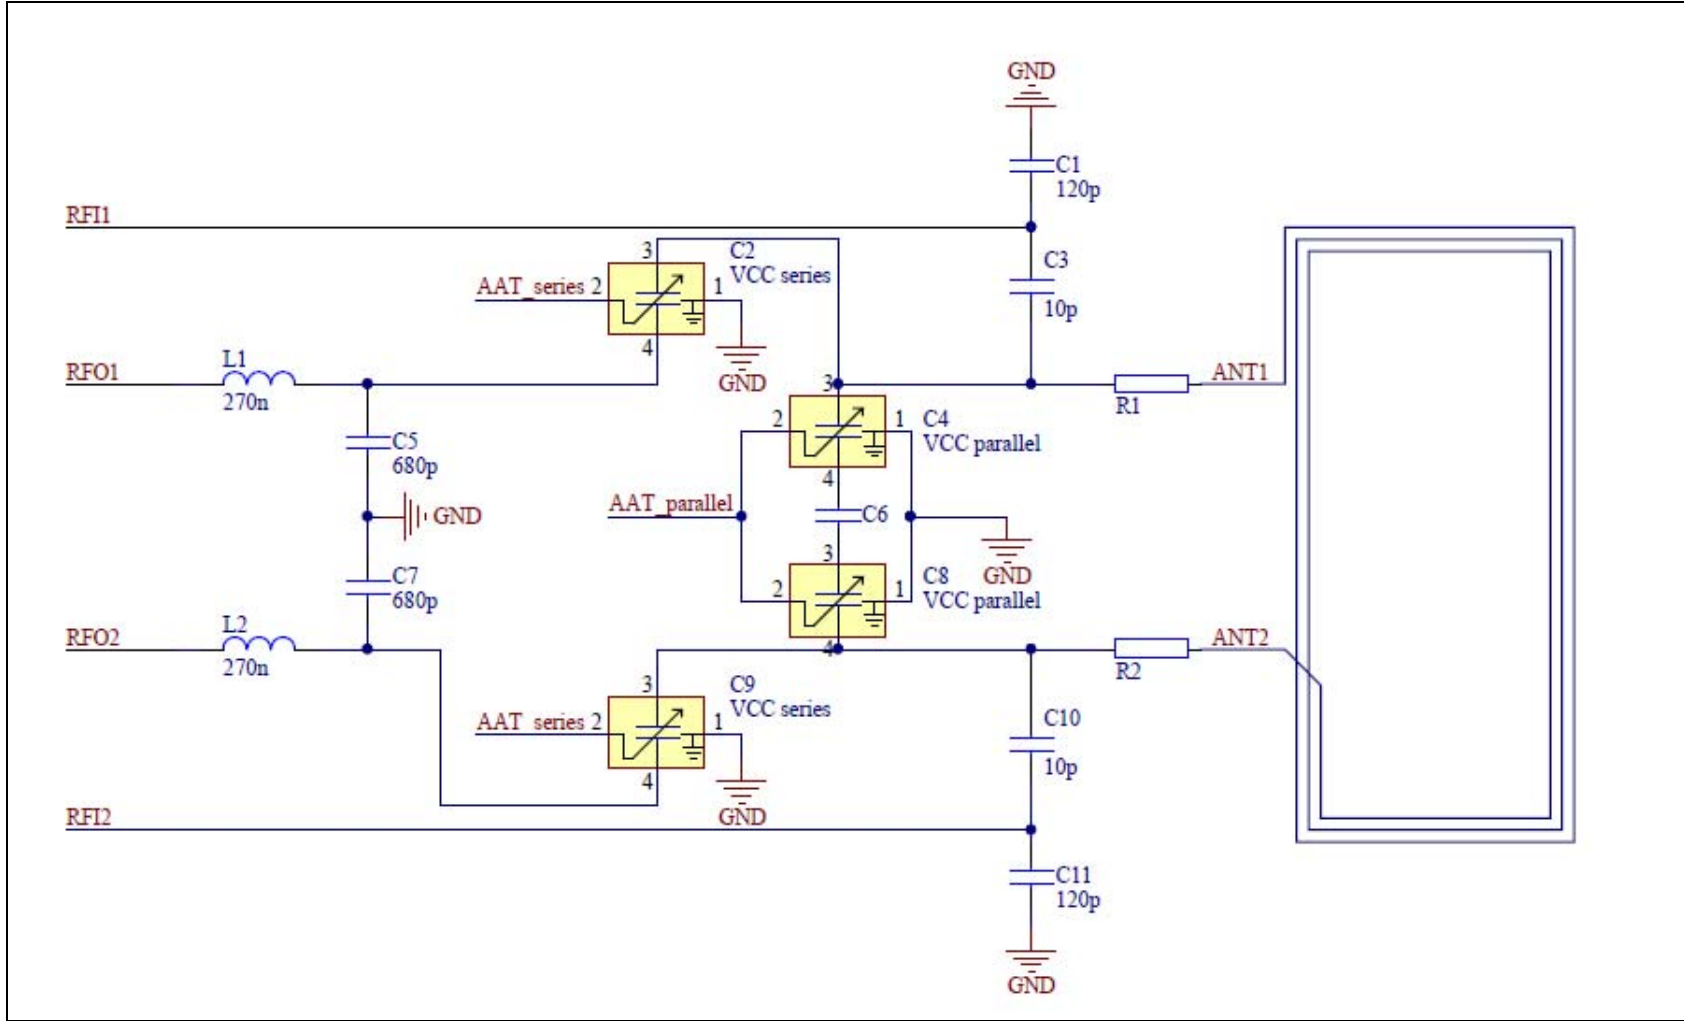 GND
C1
120p
RFI1
3
C2
VCC series
C3
10p
AAT_series 2
1
4
GND
L1
RFO1
270n
ANT1
R1
3
2
1
C4
VCC parallel
4
C5
680p
AAT_parallel
C6
GND
3
C7
680p
2
1
GND
C8
VCC parallel
4
L2
RFO2
270n
ANT2
R2
3
C9
VCC series
AAT_series 2
1
4
C10
10p
RFI2
GND
C11
120p
GND